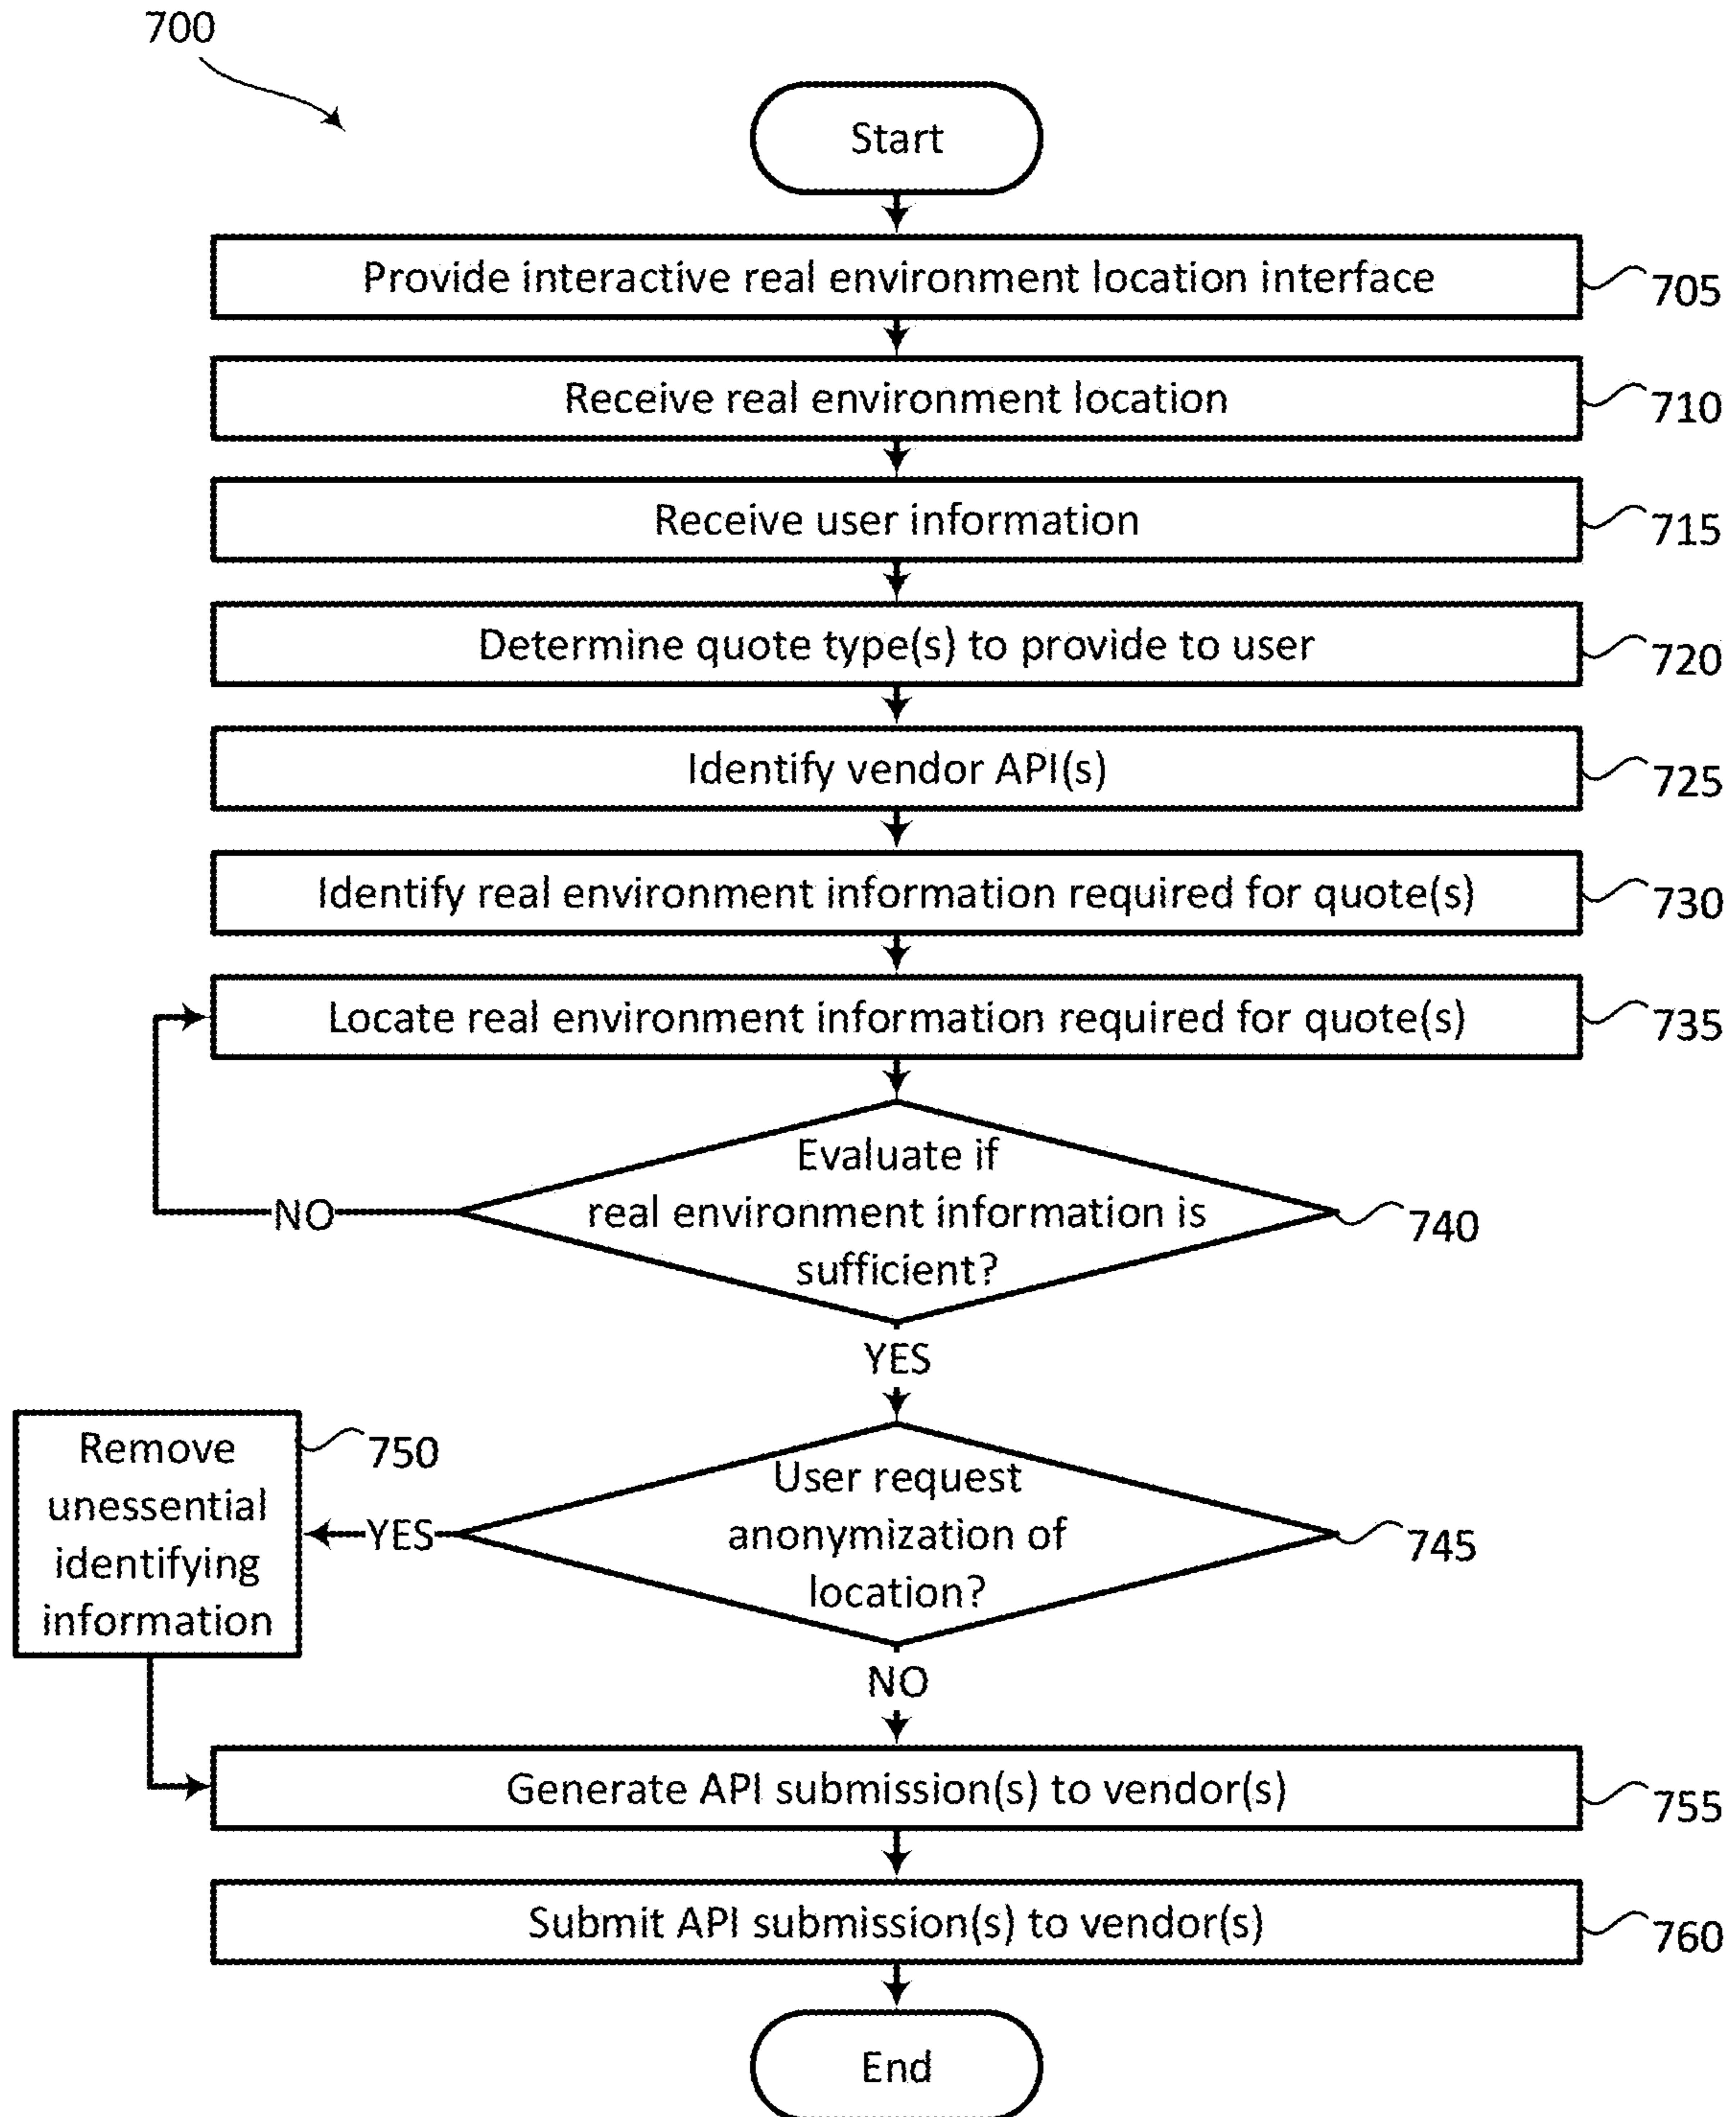 700
Start
Provide interactive real environment location interface
705
Receive real environment location
710
Receive user information
715
Determine quote type(s) to provide to user
720
Identify vendor API(s)
725
Identify real environment information required for quote(s)
730
Locate real environment information required for quote(s)
735
Evaluate if
real environment information is
sufficient?
740
NO
YES
User request
anonymization of
location?
745
YES
Remove
unessential
identifying
information
750
NO
Generate API submission(s) to vendor(s)
755
Submit API submission(s) to vendor(s)
760
End